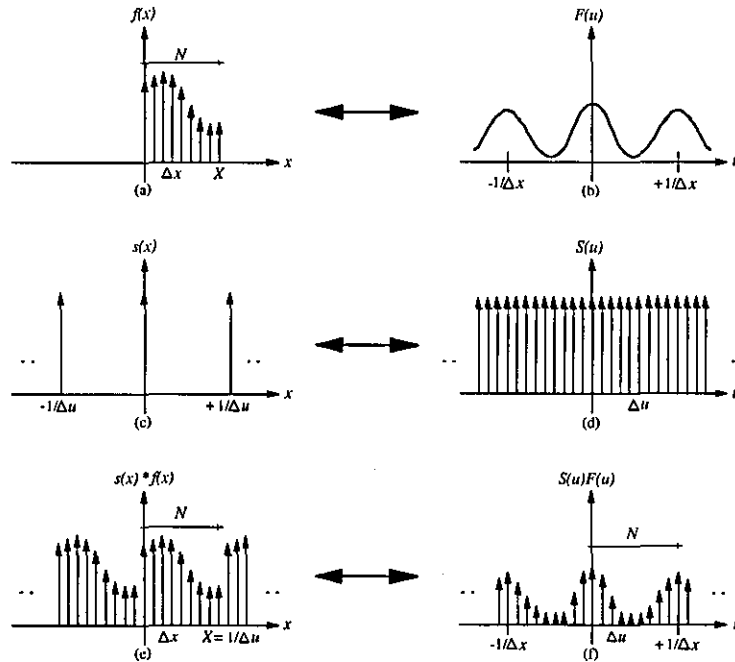 f(x) F(u)
N
x
Δx X
-1/Δx +1/Δx
(a) (b)
s(x) S(u)
. . . . . . . .
x
-1/Δu +1/Δu Δu
(c) (d)
s(x)*f(x) S(u)F(u)
N N
. . . . . . . .
x
Δx X=1/Δu -1/Δx Δu +1/Δx
(e) (f)